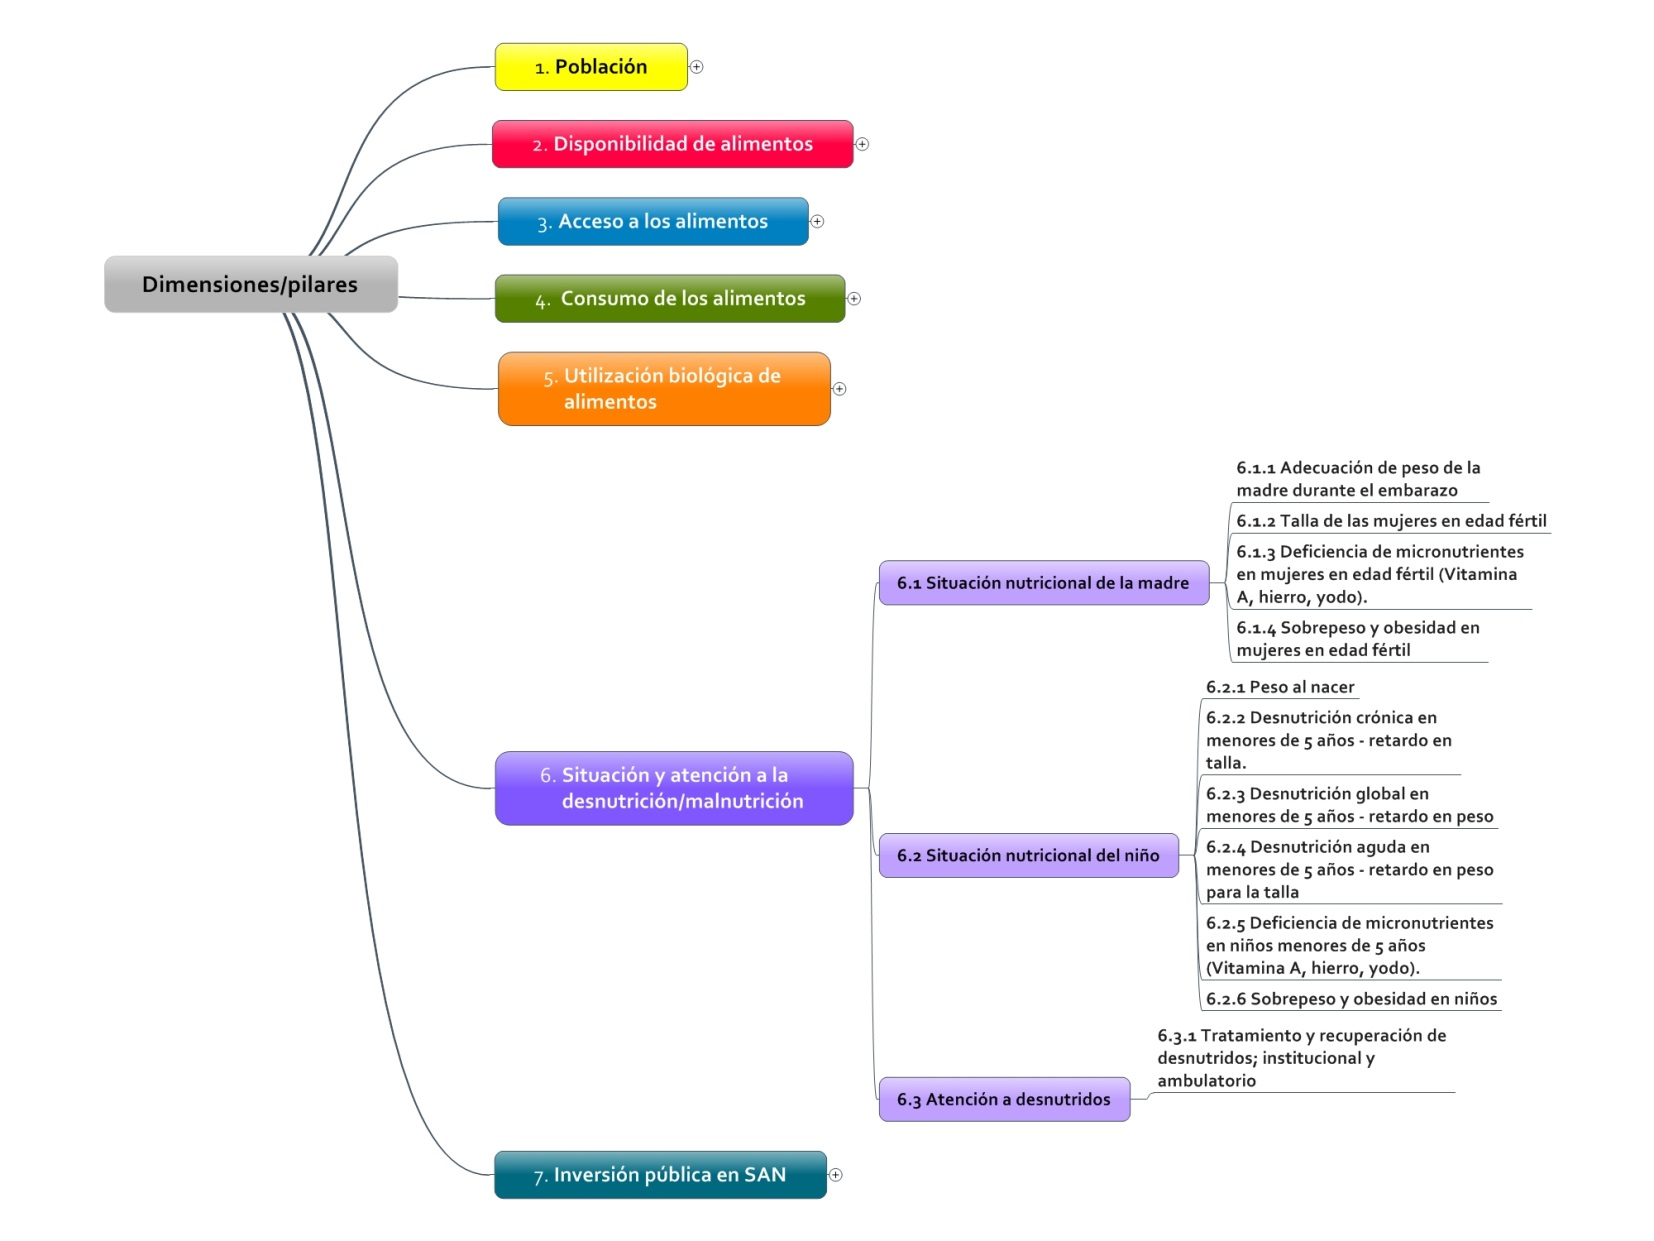 1. Población
2. Disponibilidad de alimentos
3. Acceso a los alimentos
Dimensiones/pilares
4. Consumo de los alimentos
5. Utilización biológica de
alimentos
6.1.1 Adecuación de peso de la
madre durante el embarazo
6.1.2 Talla de las mujeres en edad fértil
6.1.3 Deficiencia de micronutrientes
en mujeres en edad fértil (Vitamina
A, hierro, yodo).
6.1 Situación nutricional de la madre
6.1.4 Sobrepeso y obesidad en
mujeres en edad fértil
6.2.1 Peso al nacer
6.2.2 Desnutrición crónica en
menores de 5 años - retardo en
talla.
6. Situación y atención a la
desnutrición/malnutrición
6.2.3 Desnutrición global en
menores de 5 años - retardo en peso
6.2 Situación nutricional del niño
6.2.4 Desnutrición aguda en
menores de 5 años - retardo en peso
para la talla
6.2.5 Deficiencia de micronutrientes
en niños menores de 5 años
(Vitamina A, hierro, yodo).
6.2.6 Sobrepeso y obesidad en niños
6.3.1 Tratamiento y recuperación de
desnutridos; institucional y
ambulatorio
6.3 Atención a desnutridos
7. Inversión pública en SAN